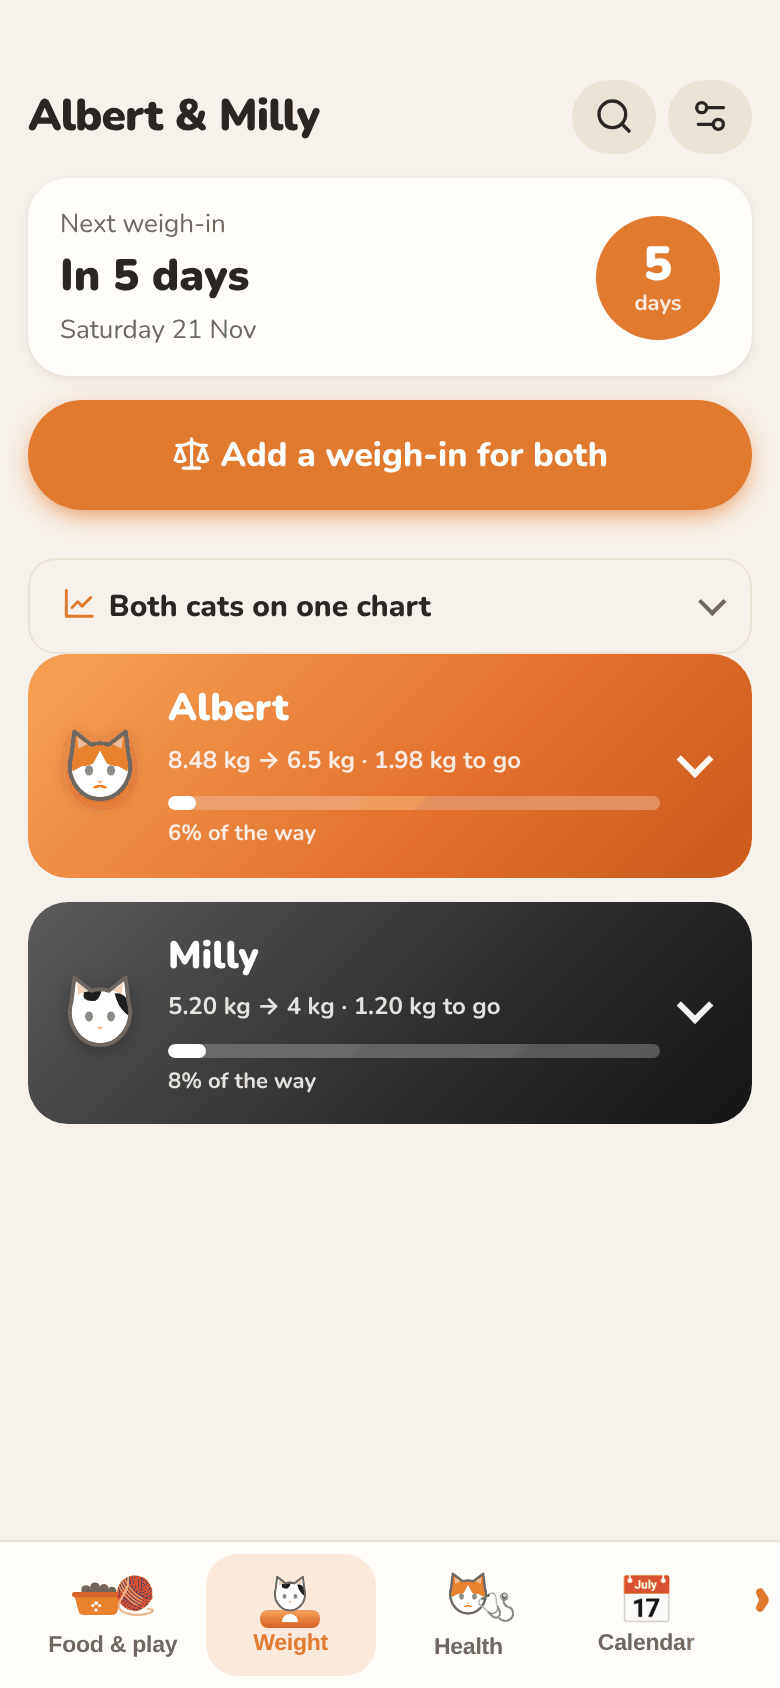 Albert & Milly
Next weigh-in
In 5 days
Saturday 21 Nov
5
days
Add a weigh-in for both
Both cats on one chart
Albert
8.48 kg → 6.5 kg · 1.98 kg to go
6% of the way
Milly
5.20 kg → 4 kg · 1.20 kg to go
8% of the way
July
17
Food & play
Weight
Health
Calendar